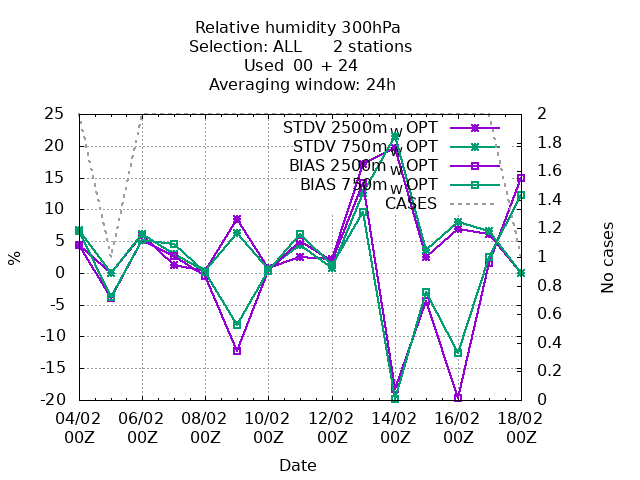 Relative humidity 300hPa
Selection: ALL 2 stations
Used 00 + 24
Averaging window: 24h
25
20
15
10
5
0
-5
-10
-15
-20
%
2
1.8
1.6
1.4
1.2
1
0.8
0.6
0.4
0.2
0
No cases
STDV 2500m w OPT
STDV 750m w OPT
BIAS 2500m w OPT
BIAS 750m w OPT
CASES
04/02 06/02 08/02 10/02 12/02 14/02 16/02 18/02
00Z 00Z 00Z 00Z 00Z 00Z 00Z 00Z
Date